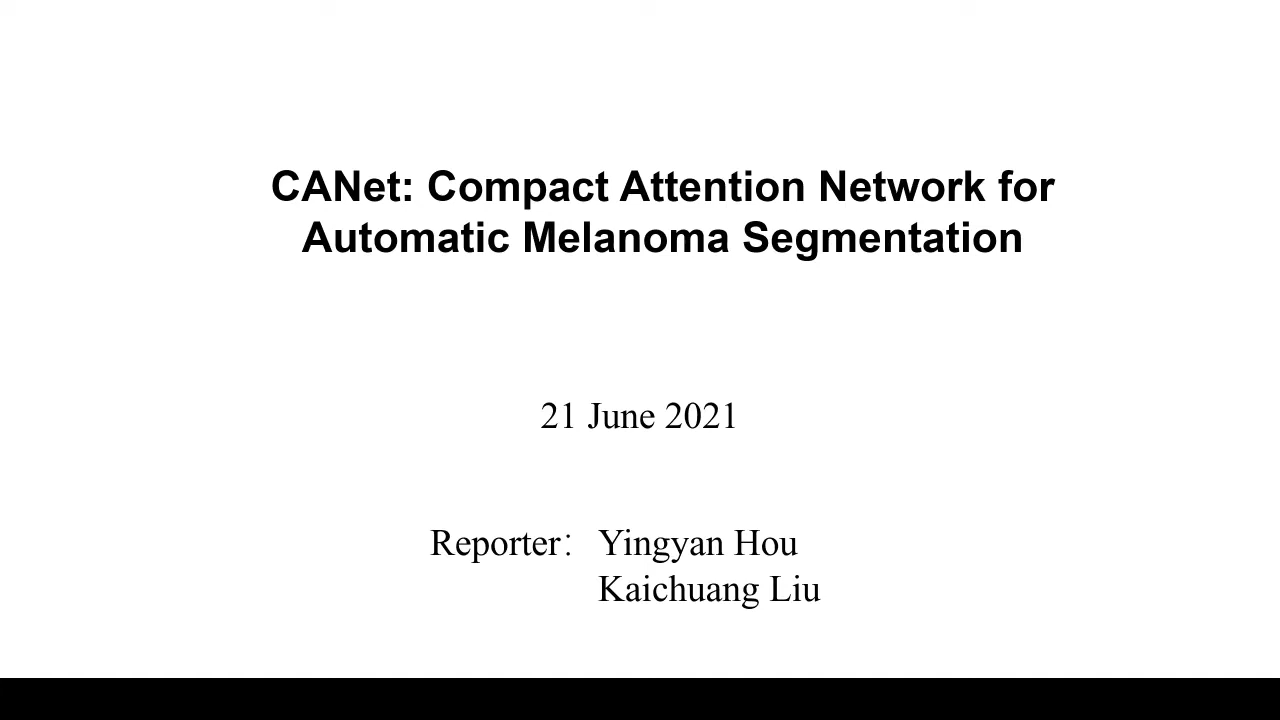 CANet: Compact Attention Network for
Automatic Melanoma Segmentation
21 June 2021
Reporter： Yingyan Hou
Kaichuang Liu